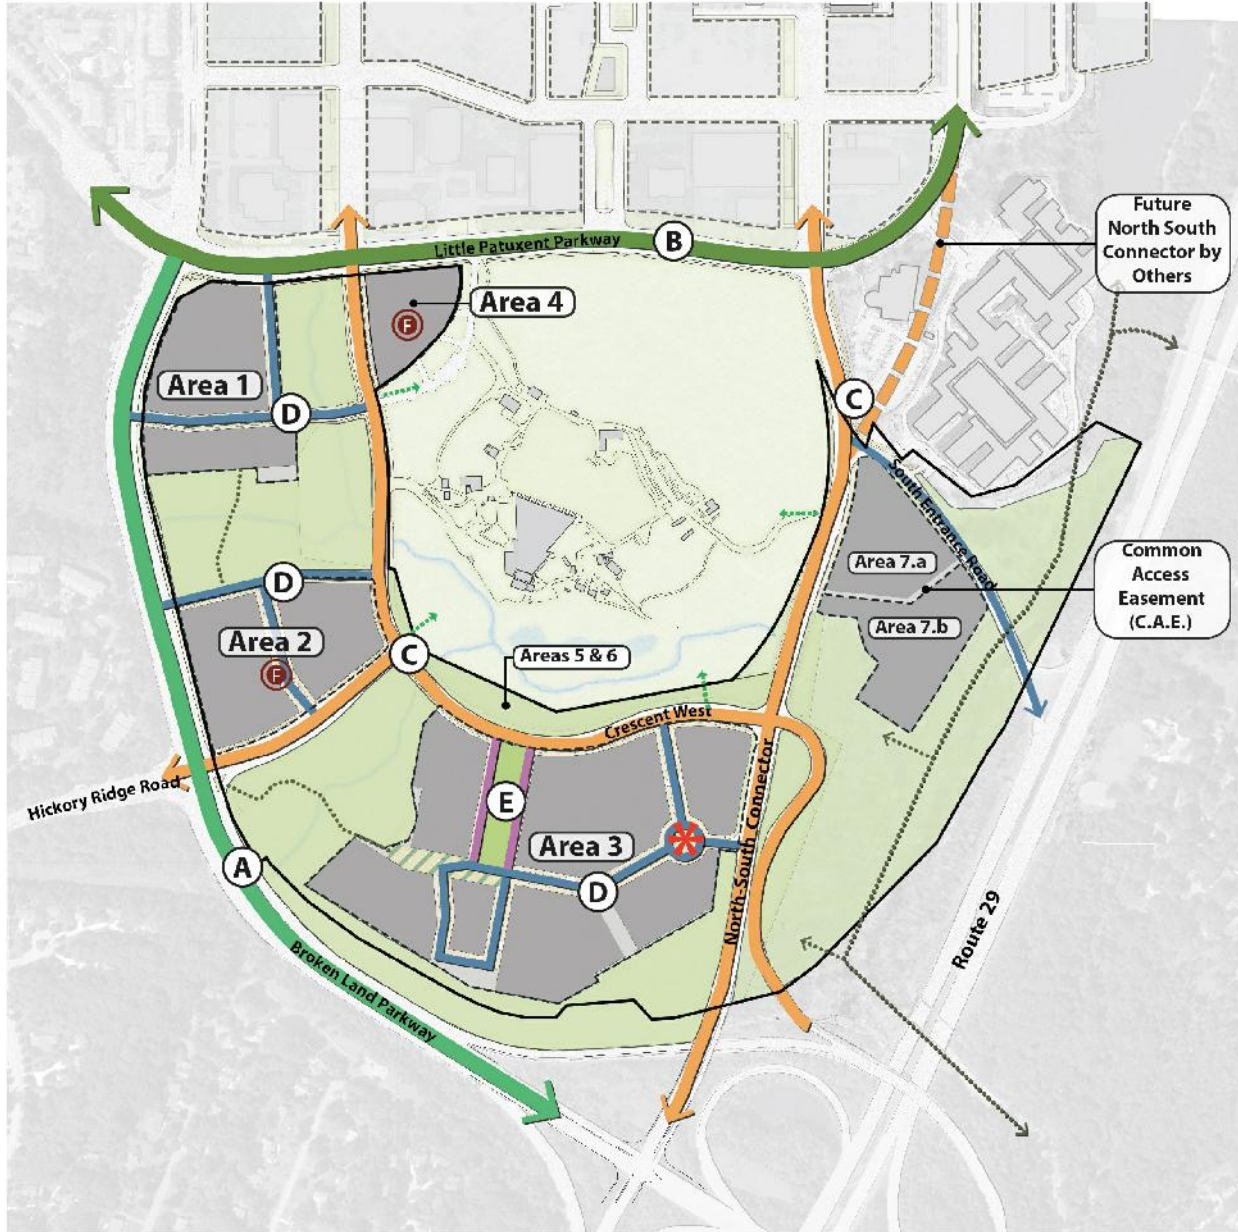 Future
North South
Connector by
Others
B
Little Patuxent Parkway
Area 4
F
Area 1
C
D
South Entrance Road
Area 7.a
Common
Access
Easement
(C.A.E.)
D
Area 7.b
Area 2
C
Areas 5 & 6
F
Crescent West
Hickory Ridge Road
E
North-South Connector
Area 3
A
D
Route 29
Broken Land Parkway